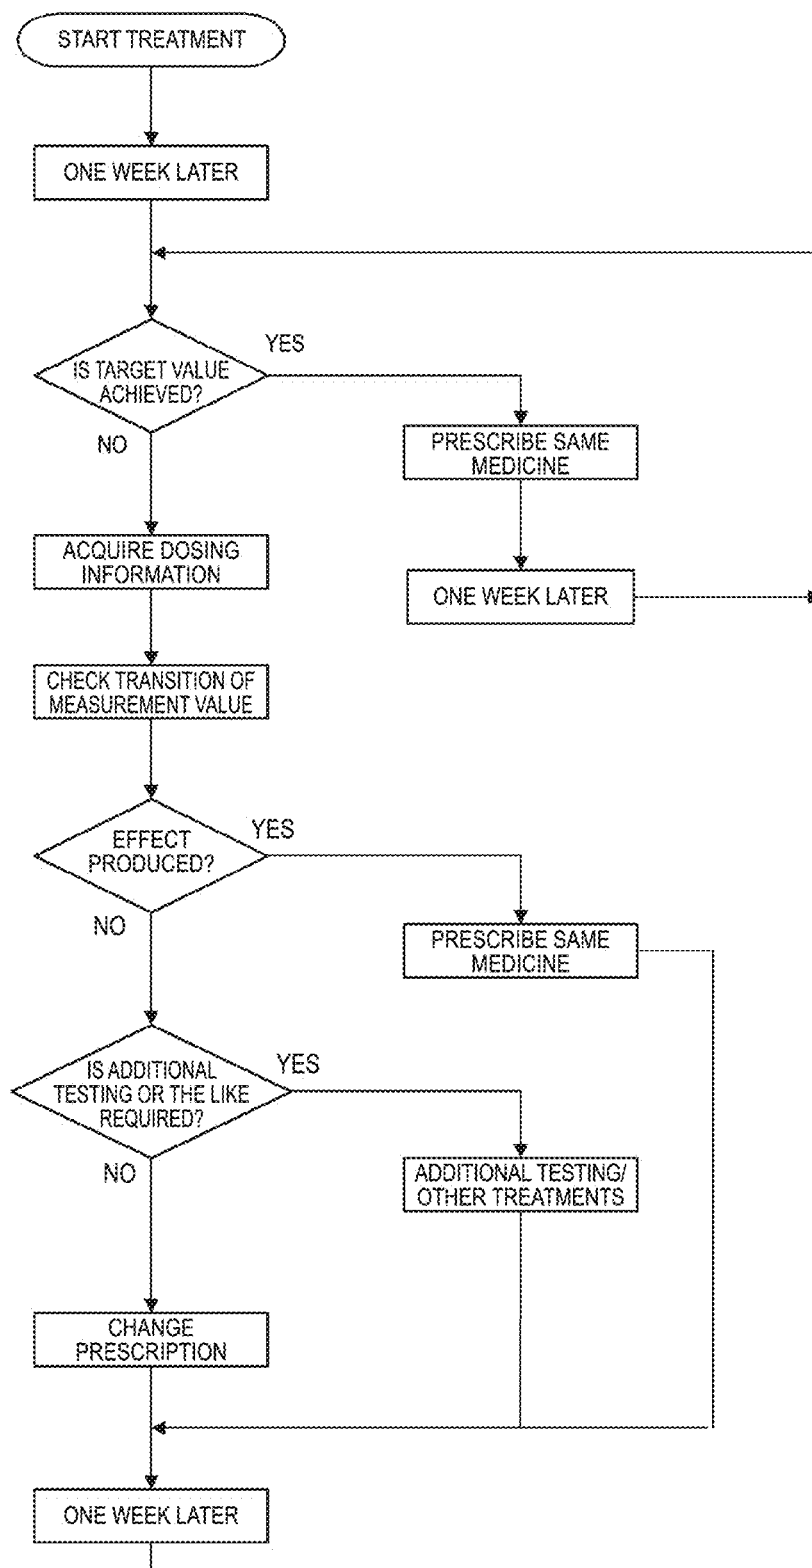 START TREATMENT
ONE WEEK LATER
IS TARGET VALUE
ACHIEVED?
YES
NO
PRESCRIBE SAME
MEDICINE
ACQUIRE DOSING
INFORMATION
ONE WEEK LATER
CHECK TRANSITION OF
MEASUREMENT VALUE
EFFECT
PRODUCED?
YES
NO
PRESCRIBE SAME
MEDICINE
IS ADDITIONAL
TESTING OR THE LIKE
REQUIRED?
YES
NO
ADDITIONAL TESTING/
OTHER TREATMENTS
CHANGE
PRESCRIPTION
ONE WEEK LATER